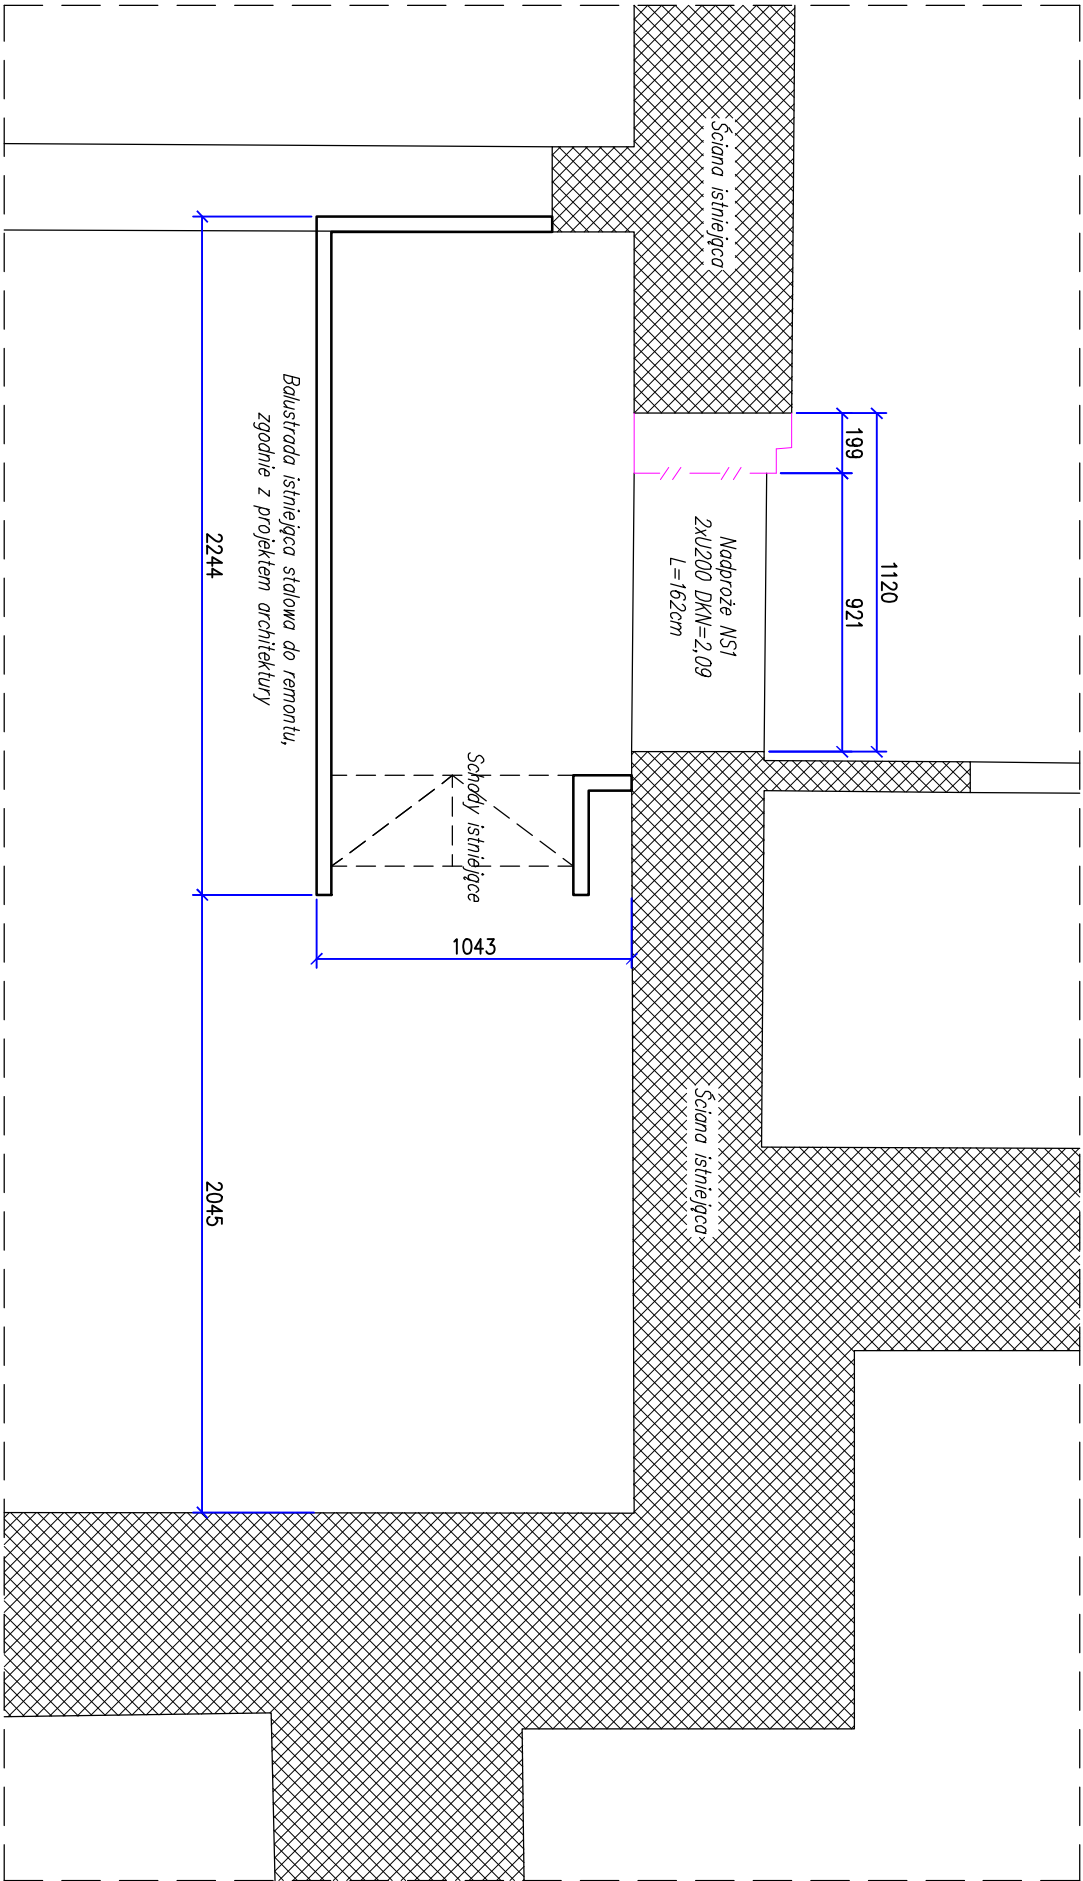 Ściana istniejąca
199
921
1120
Nadproże NS1
2xU200 DKN=2,09
L=162cm
Schody istniejące
Balustrada istniejąca stalowa do remontu,
zgodnie z projektem architektury
2244
1043
2045
Ściana istniejąca